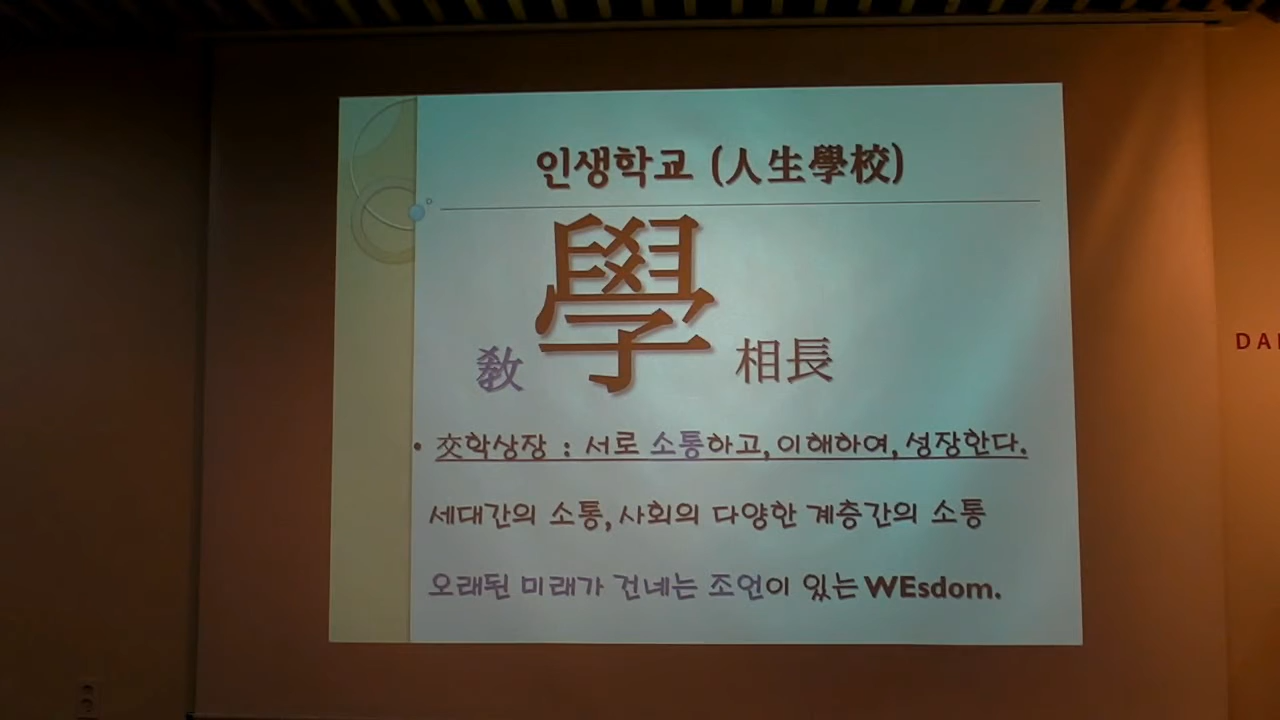 인생학교 (人生學校)
敎學相長
• 交학상장 : 서로 소통하고, 이해하여, 성장한다.
세대간의 소통, 사회의 다양한 계층간의 소통
오래된 미래가 건네는 조언이 있는 WEsdom.